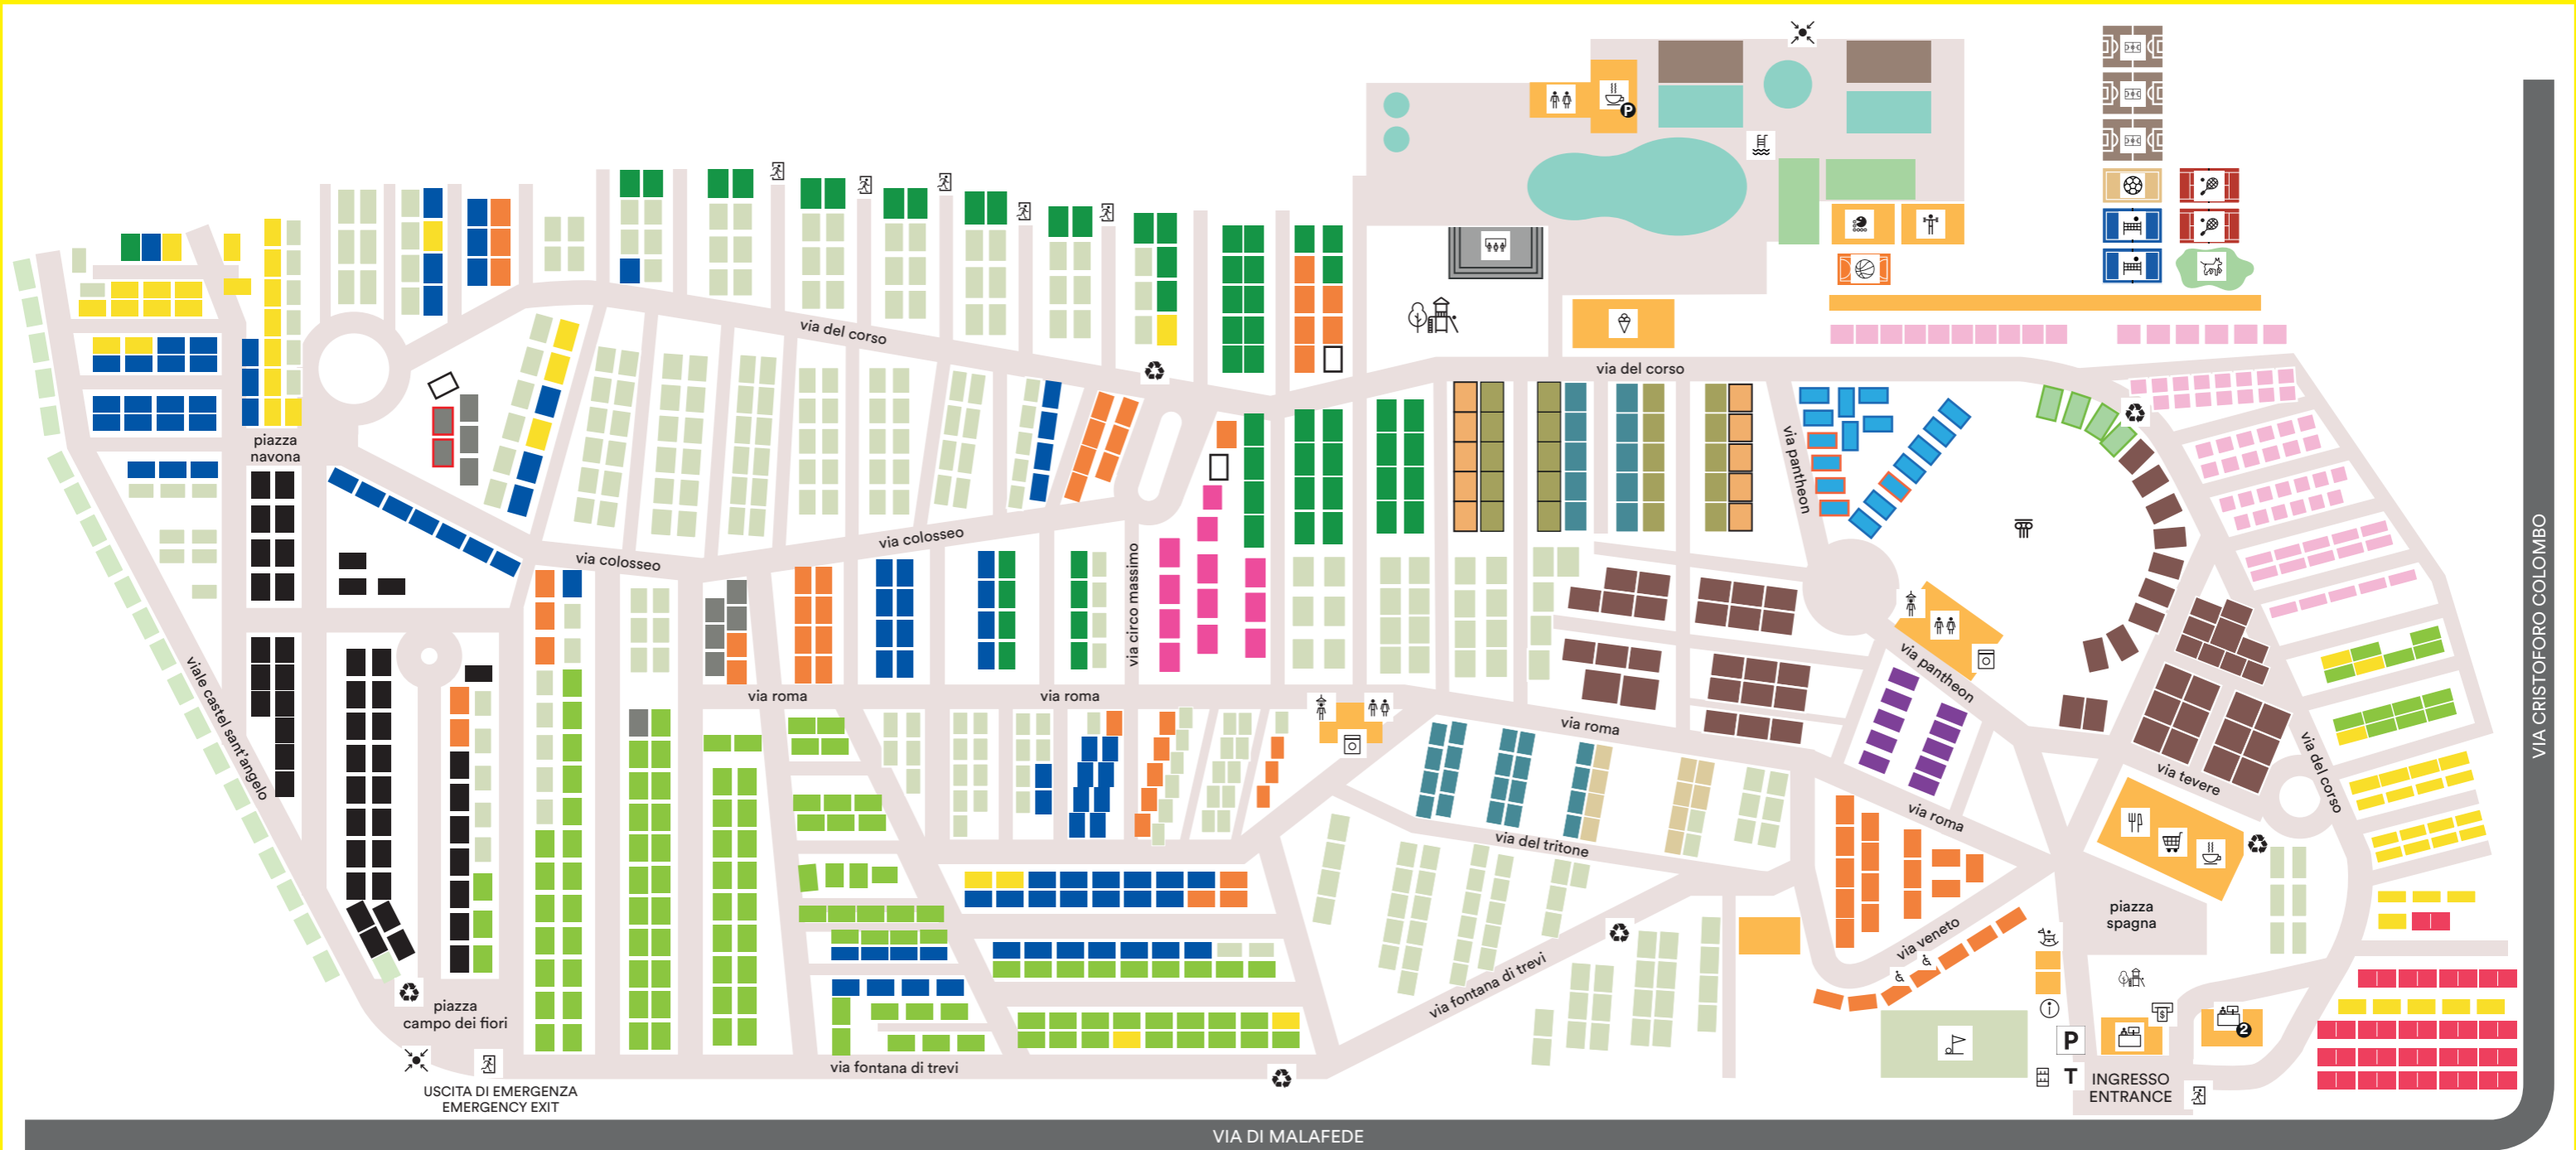 P
via del corso
via del corso
piazza
navona
via pantheon
via colosseo
via colosseo
via circo massimo
viale castel sant'angelo
via roma
via roma
via roma
via pantheon
via del corso
via tevere
via roma
via del tritone
via veneto
piazza
spagna
via fontana di trevi
piazza
campo dei fiori
via fontana di trevi
USCITA DI EMERGENZA
EMERGENCY EXIT
i
$
2
P
T
INGRESSO
ENTRANCE
VIA CRISTOFORO COLOMBO
VIA DI MALAFEDE